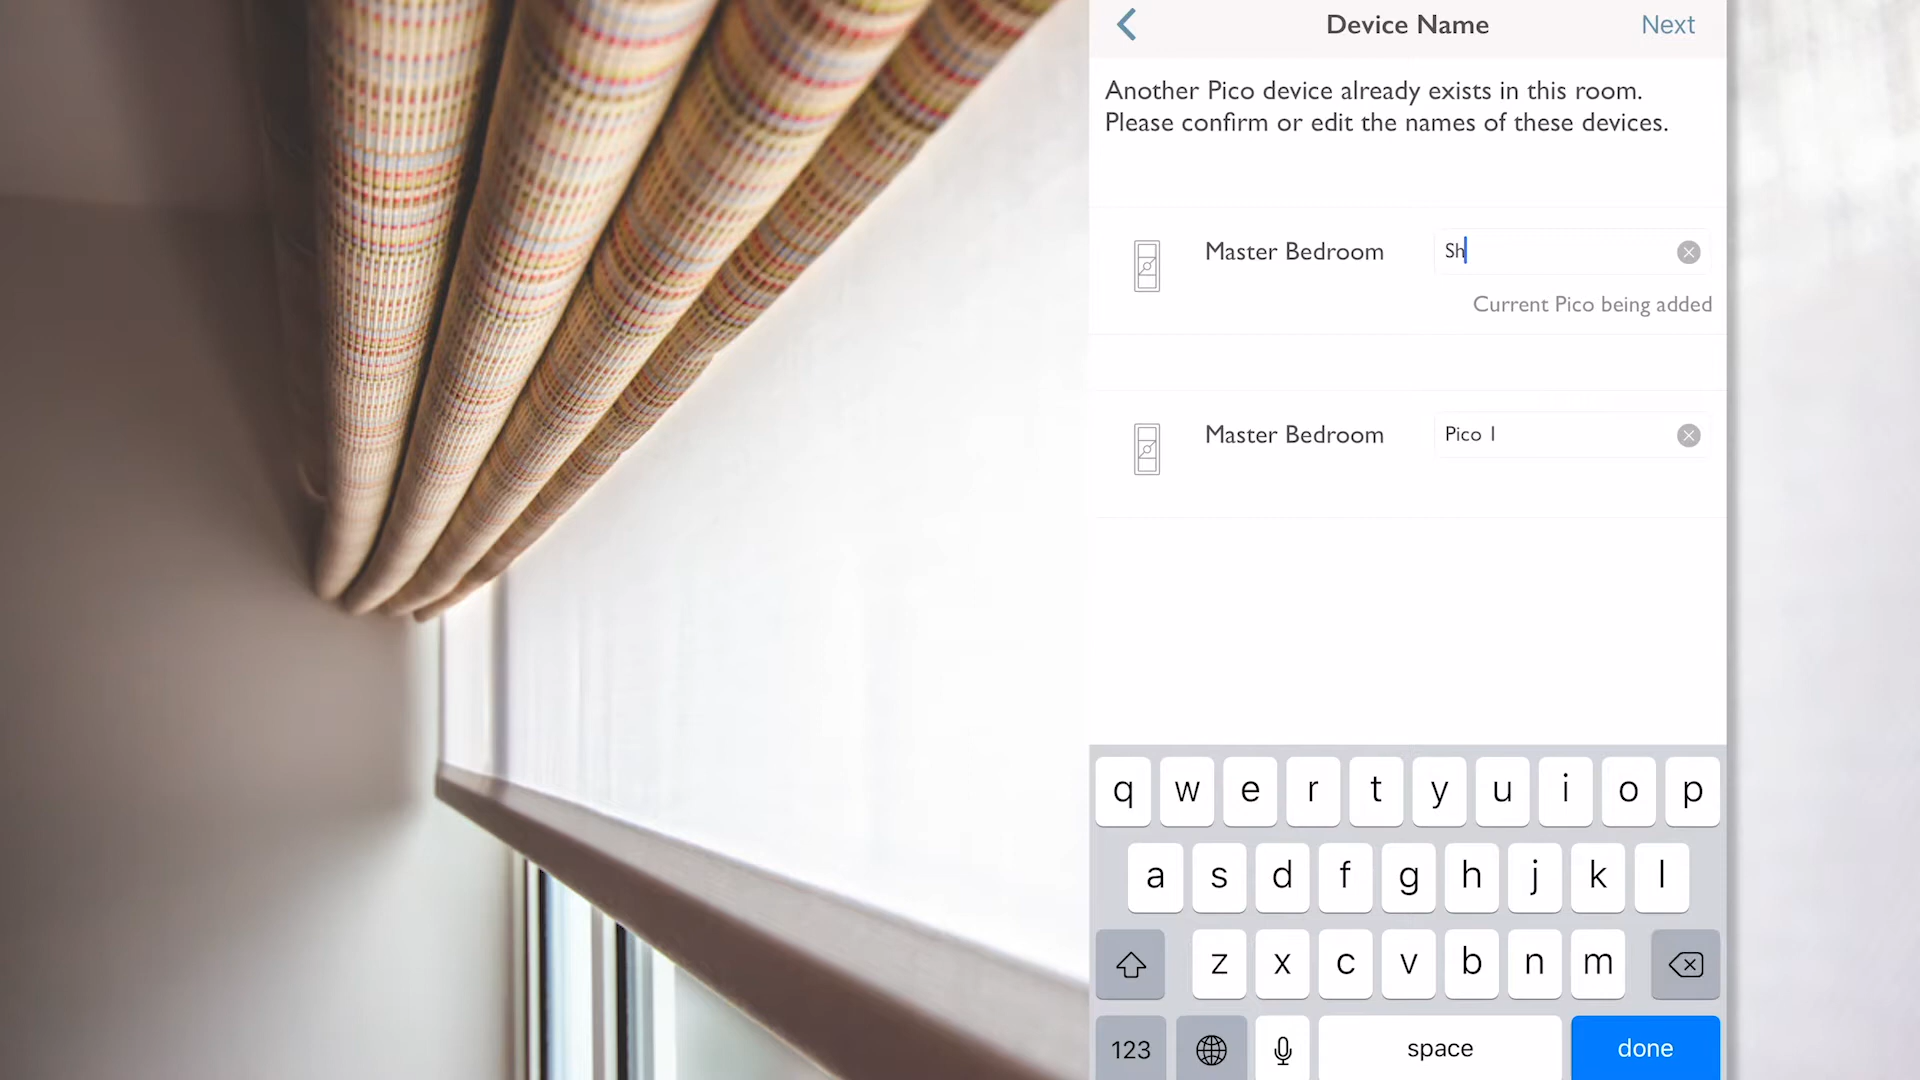 Device Name
Next
Another Pico device already exists in this room.
Please confirm or edit the names of these devices.
Master Bedroom
Sh
Current Pico being added
Master Bedroom
Pico 1
q w e r t y u i o p
a s d f g h j k l
z x c v b n m
123
space
done